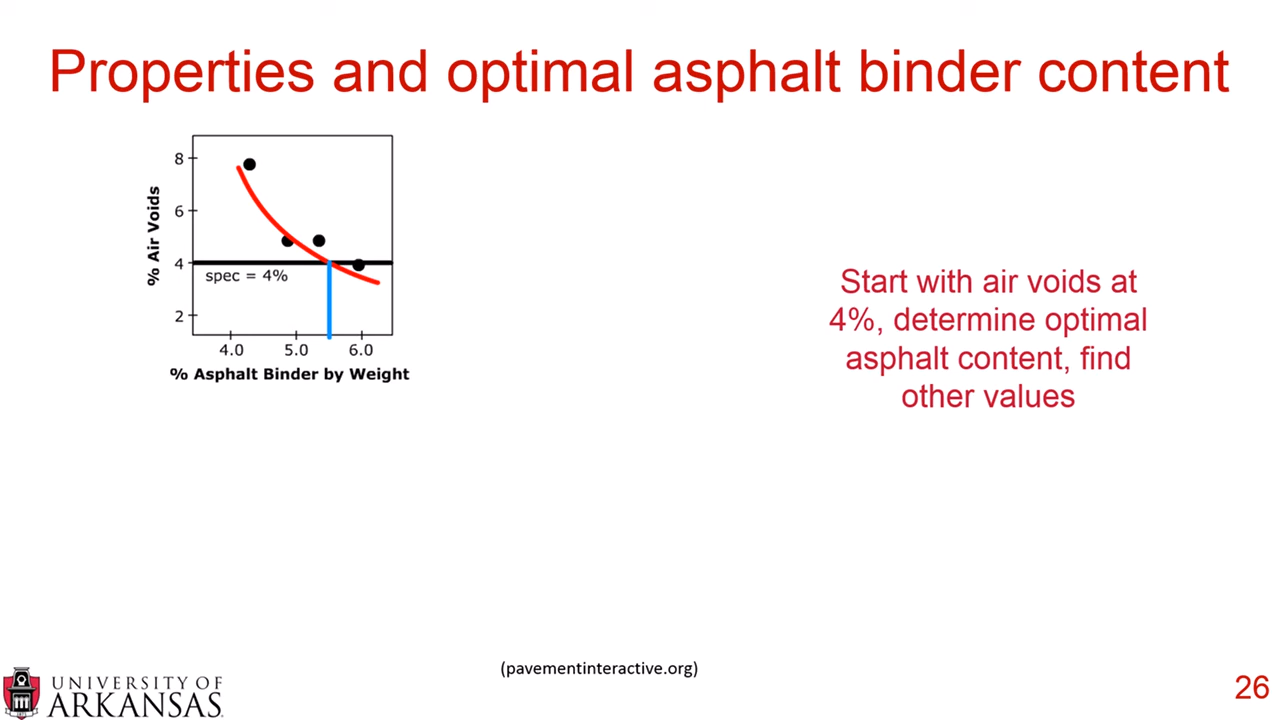 Properties and optimal asphalt binder content
8
6
4
2
% Air Voids
spec = 4%
4.0 5.0 6.0
% Asphalt Binder by Weight
Start with air voids at
4%, determine optimal
asphalt content, find
other values
(pavementinteractive.org)
UNIVERSITY OF
ARKANSAS
26